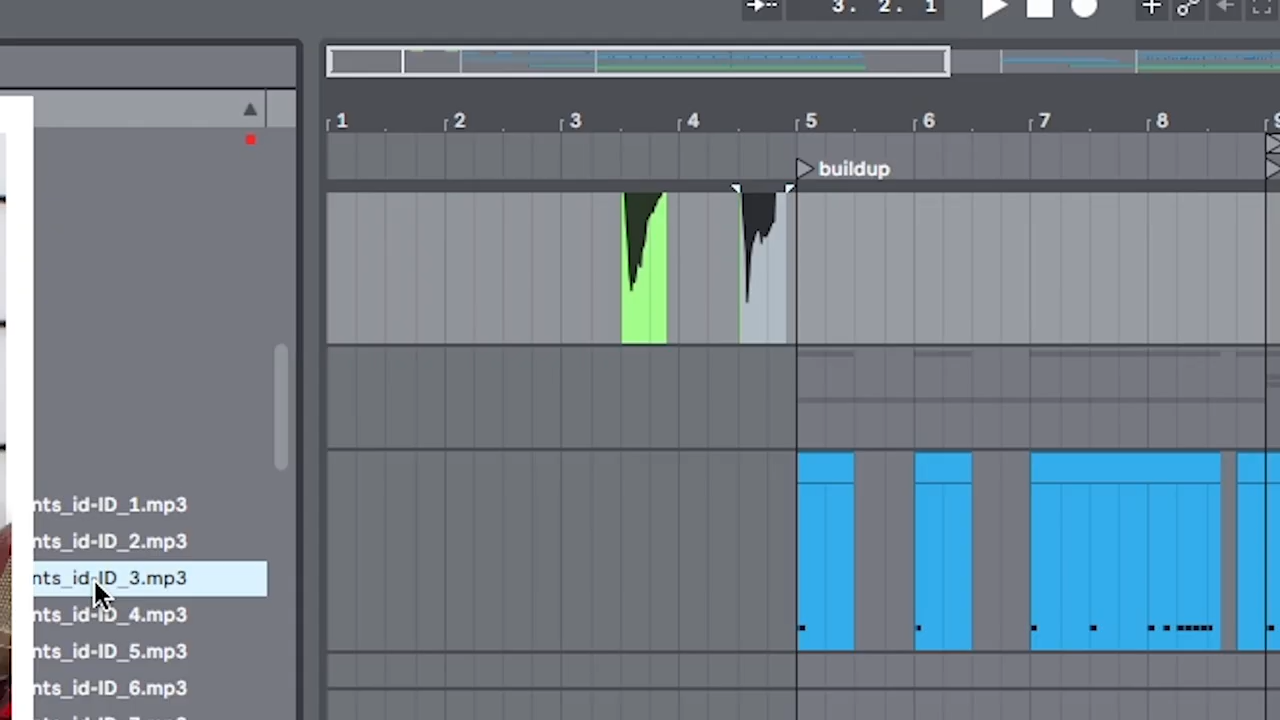 3. 2. 1
1 2 3 4 5 6 7 8 9
buildup
nts_id-ID_1.mp3
nts_id-ID_2.mp3
nts_id-ID_3.mp3
nts_id-ID_4.mp3
nts_id-ID_5.mp3
nts_id-ID_6.mp3